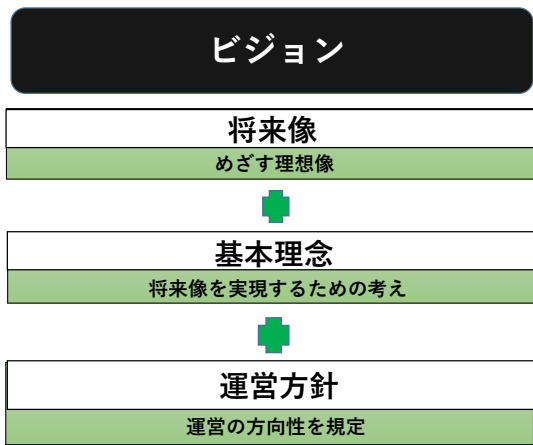 ビジョン
将来像
めざす理想像
基本理念
将来像を実現するための考え
運営方針
運営の方向性を規定